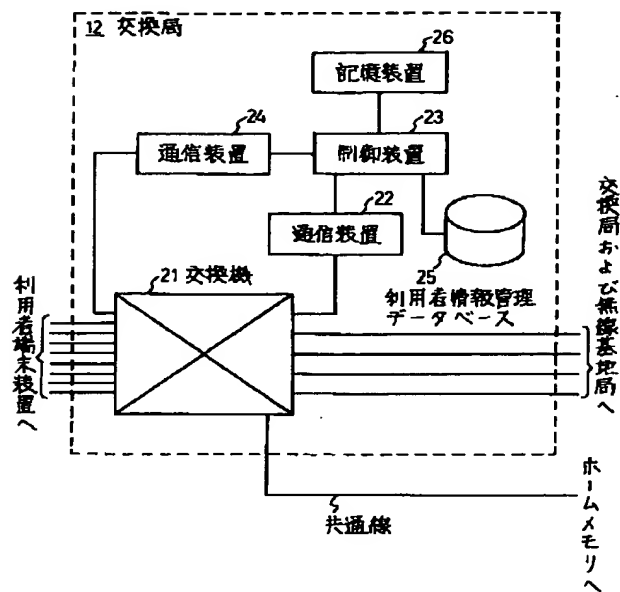 12 交換局
26
記憶装置
24
通信装置
23
制御装置
22
通信装置
21 交換機
25
利用者情報管理
データベース
利用者端末装置へ
交換局および無線基地局へ
共通線
ホームメモリへ